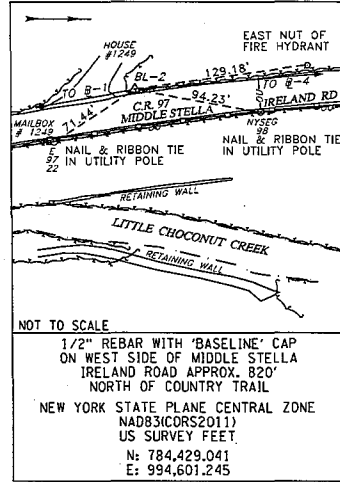 HOUSE
#1249
EAST NUT OF
FIRE HYDRANT
BL-2
129.18'
TO B-1
TO B-4
C.R. 97
MIDDLE STELLA
94.23'
IRELAND RD
MAILBOX
# 1249
71.44'
NYSEG
98
E
97
22
NAIL & RIBBON TIE
IN UTILITY POLE
NAIL & RIBBON TIE
IN UTILITY POLE
RETAINING WALL
LITTLE CHOCONUT CREEK
RETAINING WALL
NOT TO SCALE
1/2" REBAR WITH 'BASELINE' CAP
ON WEST SIDE OF MIDDLE STELLA
IRELAND ROAD APPROX. 820'
NORTH OF COUNTRY TRAIL
NEW YORK STATE PLANE CENTRAL ZONE
NAD83(CORS2011)
US SURVEY FEET
N: 784,429.041
E: 994,601.245